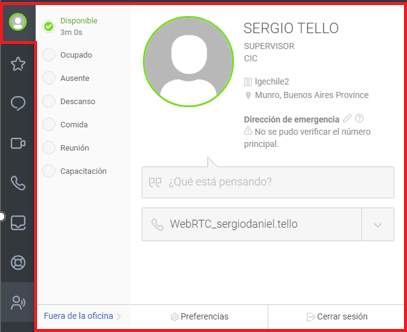 Disponible
3m 0s
Ocupado
Ausente
Descanso
Comida
Reunión
Capacitación
Fuera de la oficina
SERGIO TELLO
SUPERVISOR
CIC
lgechile2
Munro, Buenos Aires Province
Dirección de emergencia
No se pudo verificar el número
principal.
¿Qué está pensando?
WebRTC_sergiodaniel.tello
Preferencias
Cerrar sesión